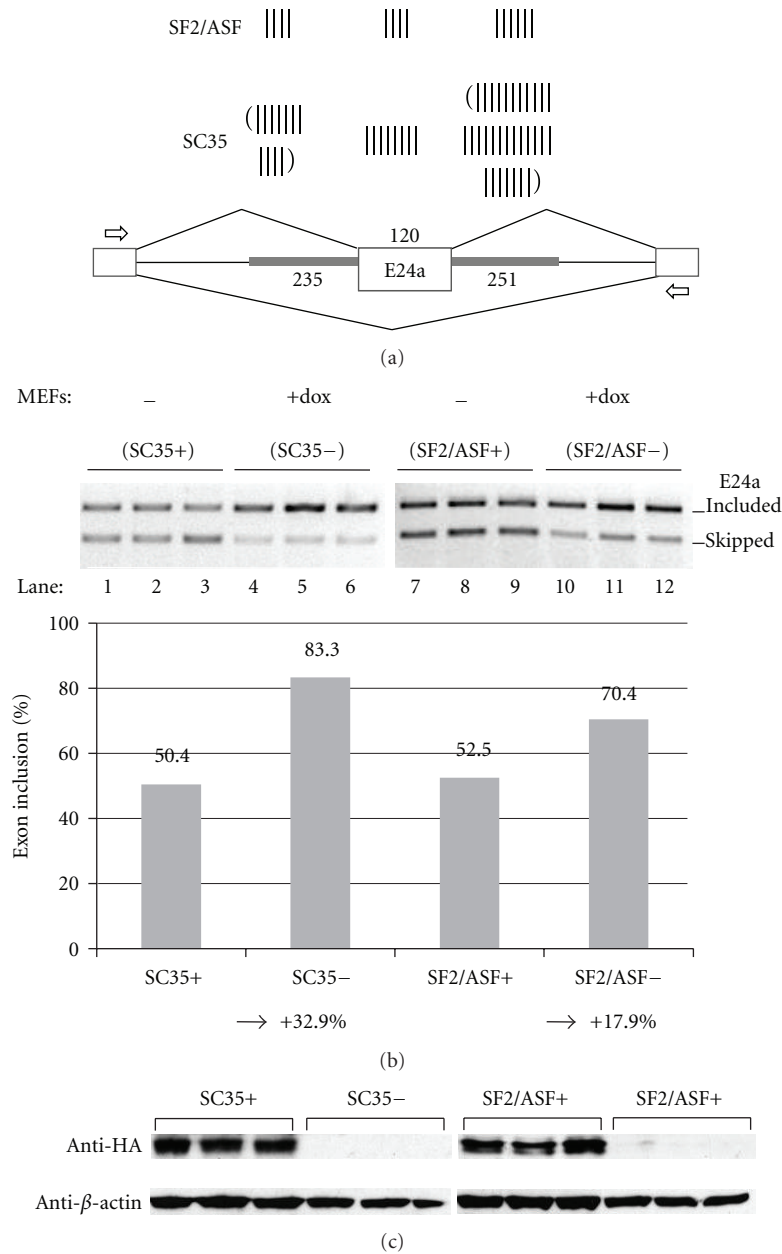 SF2/ASF
SC35
120
E24a
235
251
(a)
MEFs: – +dox – +dox
(SC35+) (SC35−) (SF2/ASF+) (SF2/ASF−)
E24a
Included
Skipped
Lane: 1 2 3 4 5 6 7 8 9 10 11 12
Exon inclusion (%)
100
80
60
40
20
0
50.4
83.3
52.5
70.4
SC35+ SC35− SF2/ASF+ SF2/ASF−
→ +32.9% → +17.9%
(b)
SC35+ SC35− SF2/ASF+ SF2/ASF+
Anti-HA
Anti-β-actin
(c)